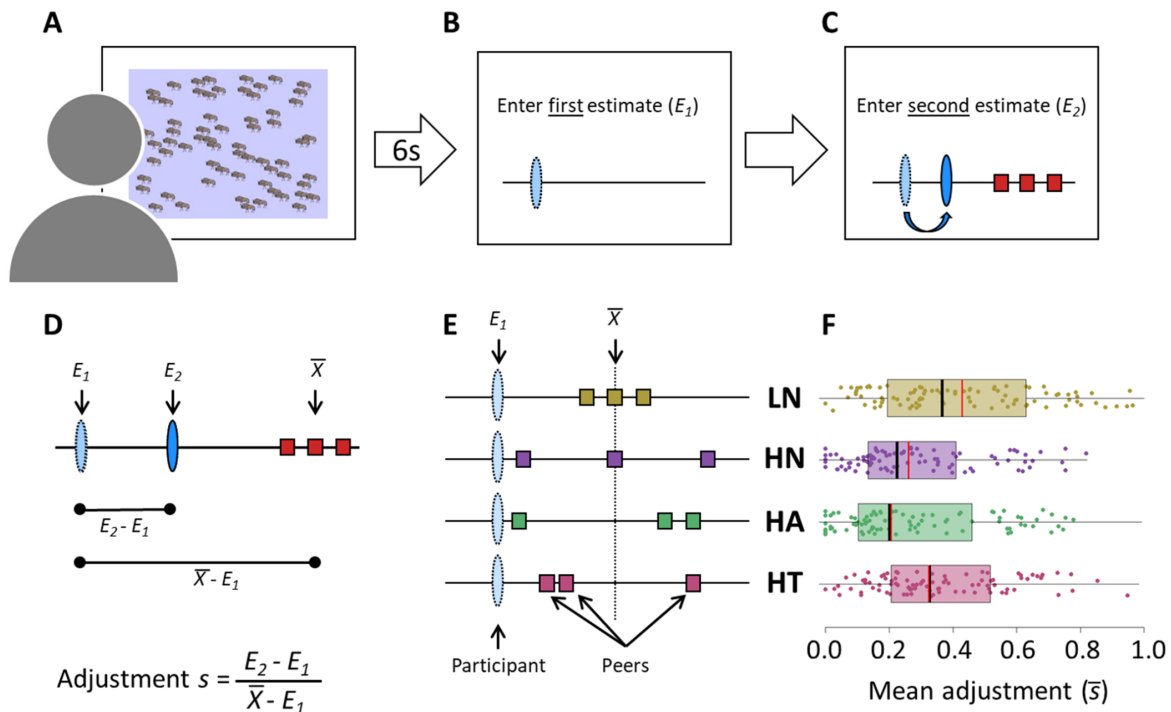 A
B
C
6s
Enter first estimate (E₁)
Enter second estimate (E₂)
D
E₁
E₂
X̅
E₂ - E₁
X̅ - E₁
Adjustment s = (E₂ - E₁) / (X̅ - E₁)
E
E₁
X̅
Participant
Peers
F
LN
HN
HA
HT
0.0 0.2 0.4 0.6 0.8 1.0
Mean adjustment (s̅)